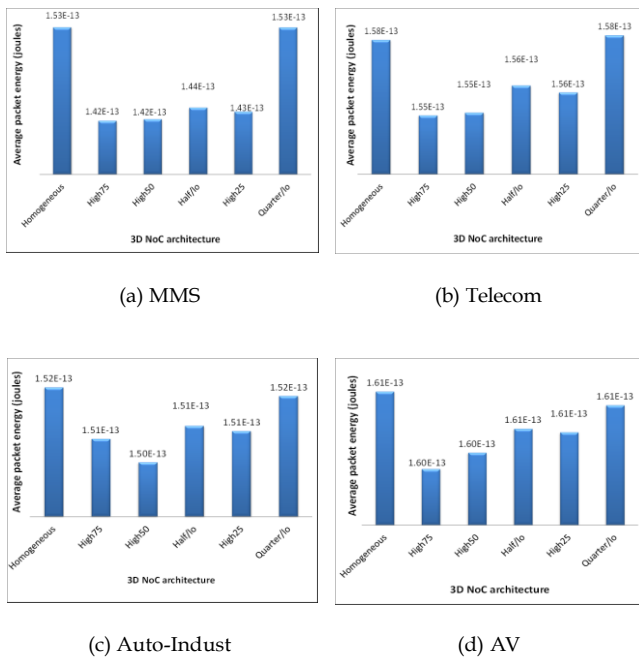 1.53E-13
1.42E-13
1.42E-13
1.44E-13
1.43E-13
1.53E-13
Average packet energy (joules)
Homogeneous
High75
High50
Half/lo
High25
Quarter/lo
3D NoC architecture
(a) MMS
1.58E-13
1.55E-13
1.55E-13
1.56E-13
1.56E-13
1.58E-13
Average packet energy (joules)
Homogeneous
High75
High50
Half/lo
High25
Quarter/lo
3D NoC architecture
(b) Telecom
1.52E-13
1.51E-13
1.50E-13
1.51E-13
1.51E-13
1.52E-13
Average packet energy (joules)
Homogeneous
High75
High50
Half/lo
High25
Quarter/lo
3D NoC architecture
(c) Auto-Indust
1.61E-13
1.60E-13
1.60E-13
1.61E-13
1.61E-13
1.61E-13
Average packet energy (joules)
Homogeneous
High75
High50
Half/lo
High25
Quarter/lo
3D NoC architecture
(d) AV